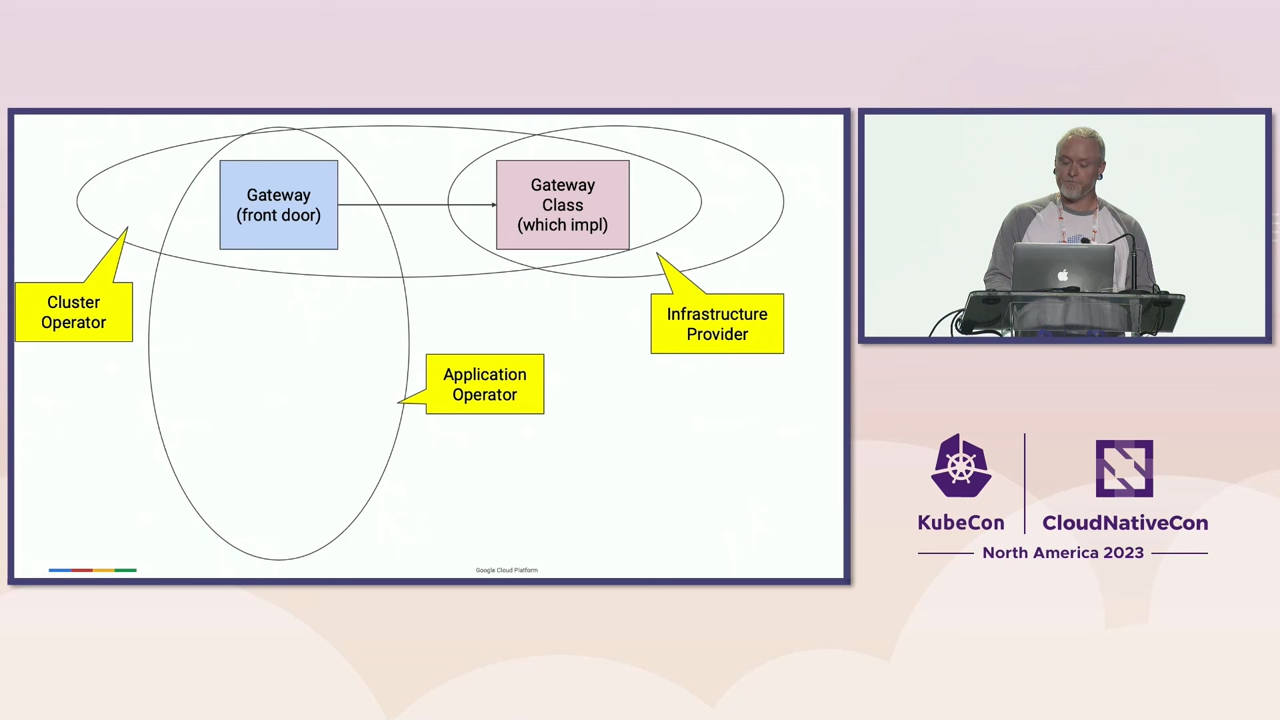 Gateway
(front door)
Gateway
Class
(which impl)
Cluster
Operator
Infrastructure
Provider
Application
Operator
Google Cloud Platform
KubeCon
CloudNativeCon
North America 2023